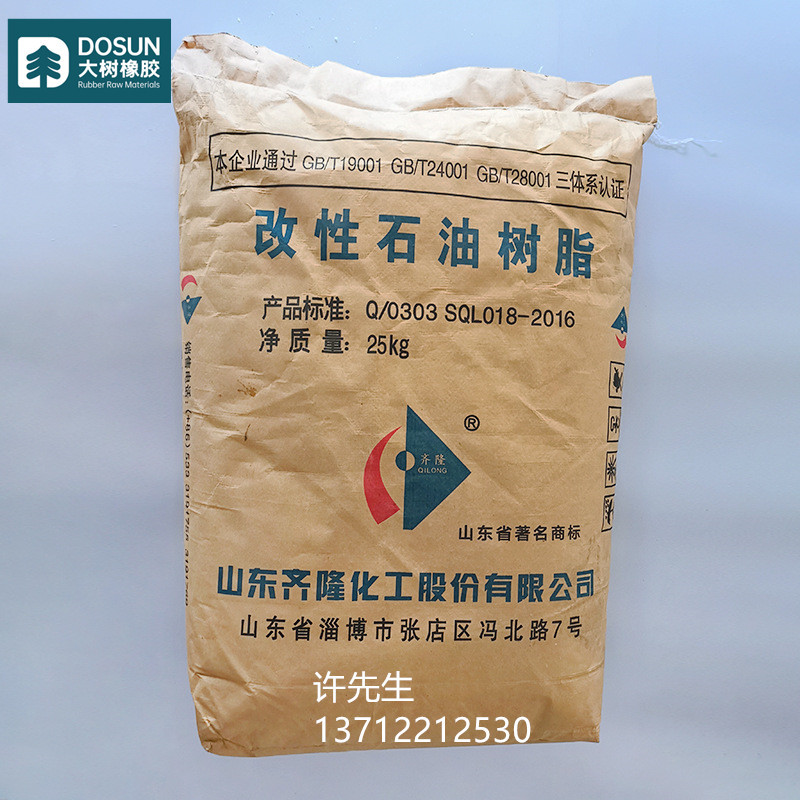 DOSUN
大树橡胶
Rubber Raw Materials
本企业通过 GB/T19001 GB/T24001 GB/T28001 三体系认证
改性石油树脂
产品标准: Q/0303 SQL018-2016
净质量: 25kg
®
齐隆
QILONG
山东省著名商标
山东齐隆化工股份有限公司
山东省淄博市张店区冯北路7号
许先生
13712212530